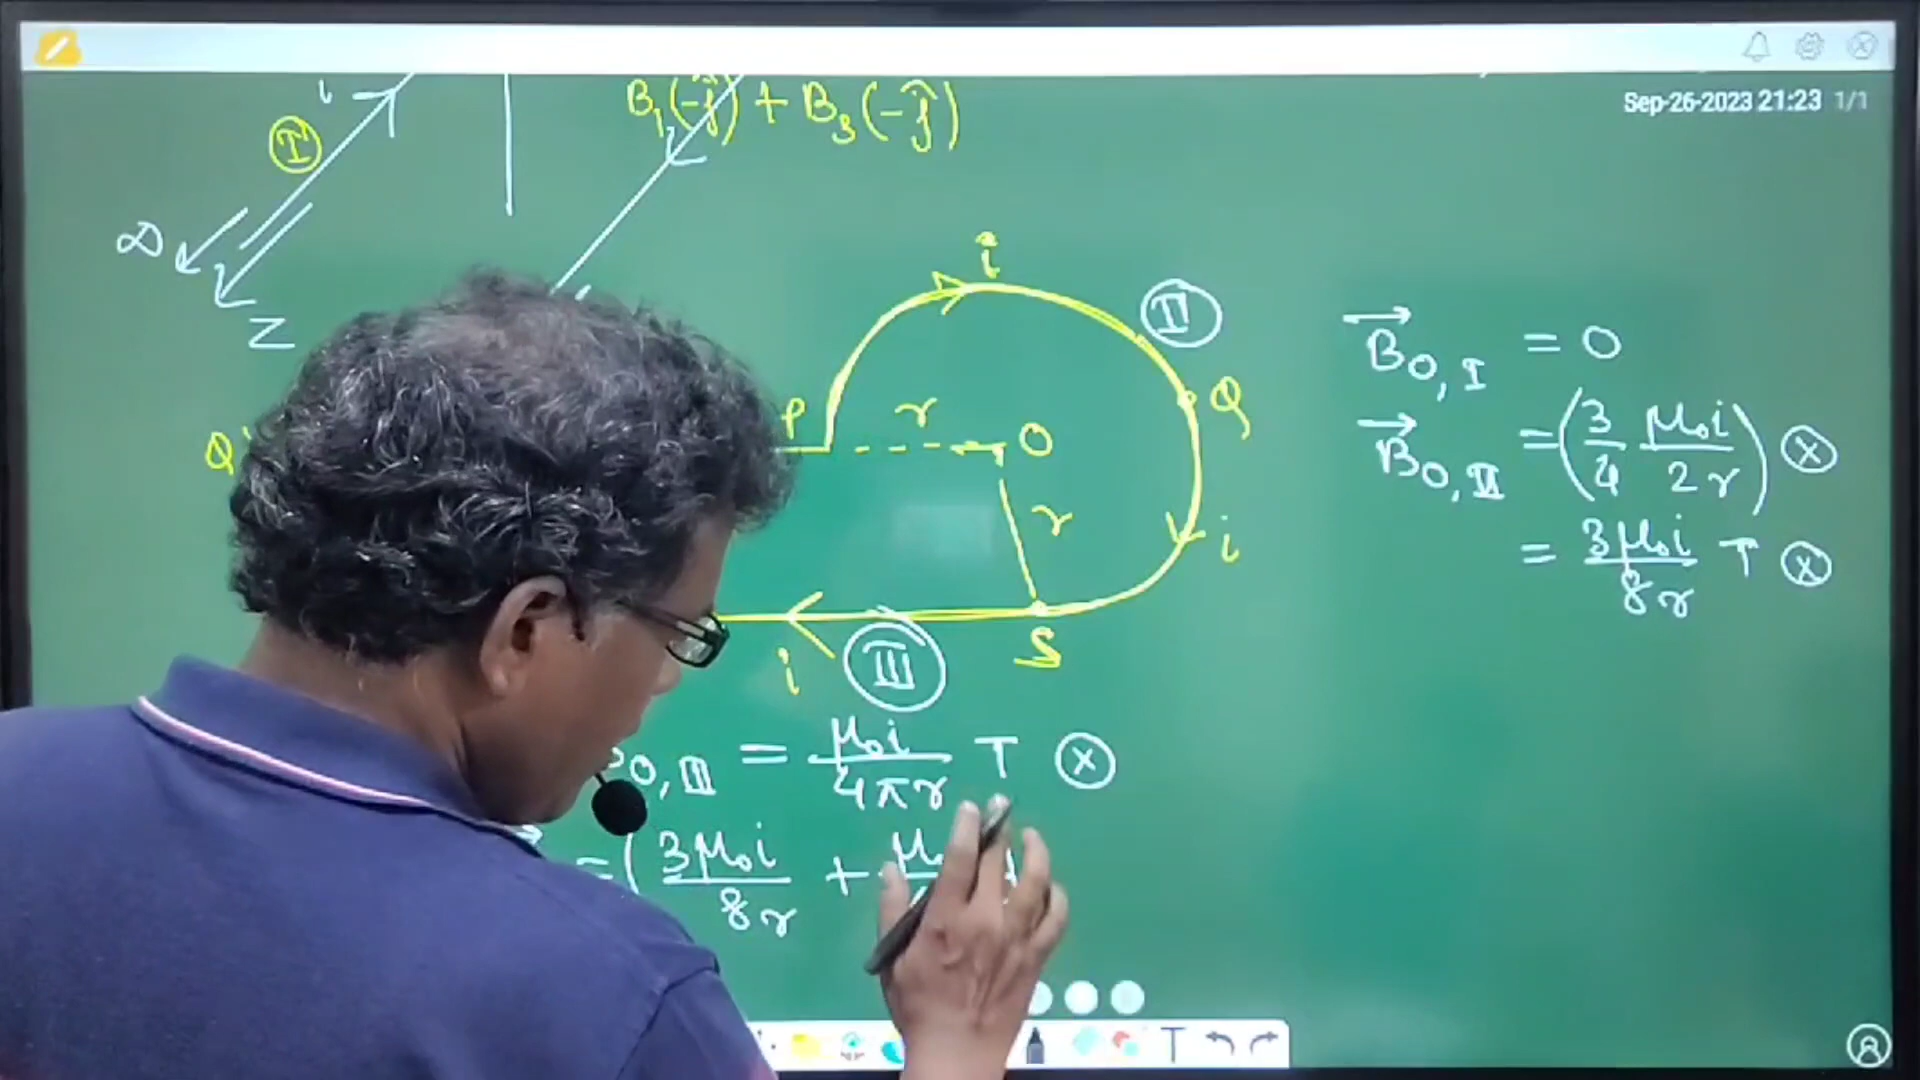 Sep-26-2023 21:23 1/1
i
I
B₁(-ĵ) + B₃(-ĵ)
∞
Z
i
II
P
r
O
Q
Q'
r
i
S
i
III
B⃗O, I = 0
B⃗O, II = (3/4 μ₀i/2r) ⊗
= 3μ₀i/8r T ⊗
O, III = μ₀i/4πr T ⊗
= (3μ₀i/8r + μ₀
T